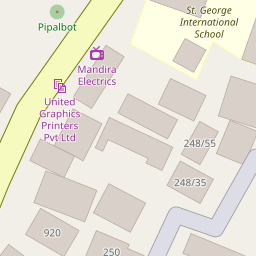 St. George
International
School
Pipalbot
Mandira
Electrics
United
Graphics
Printers
Pvt Ltd
248/55
248/35
920
250